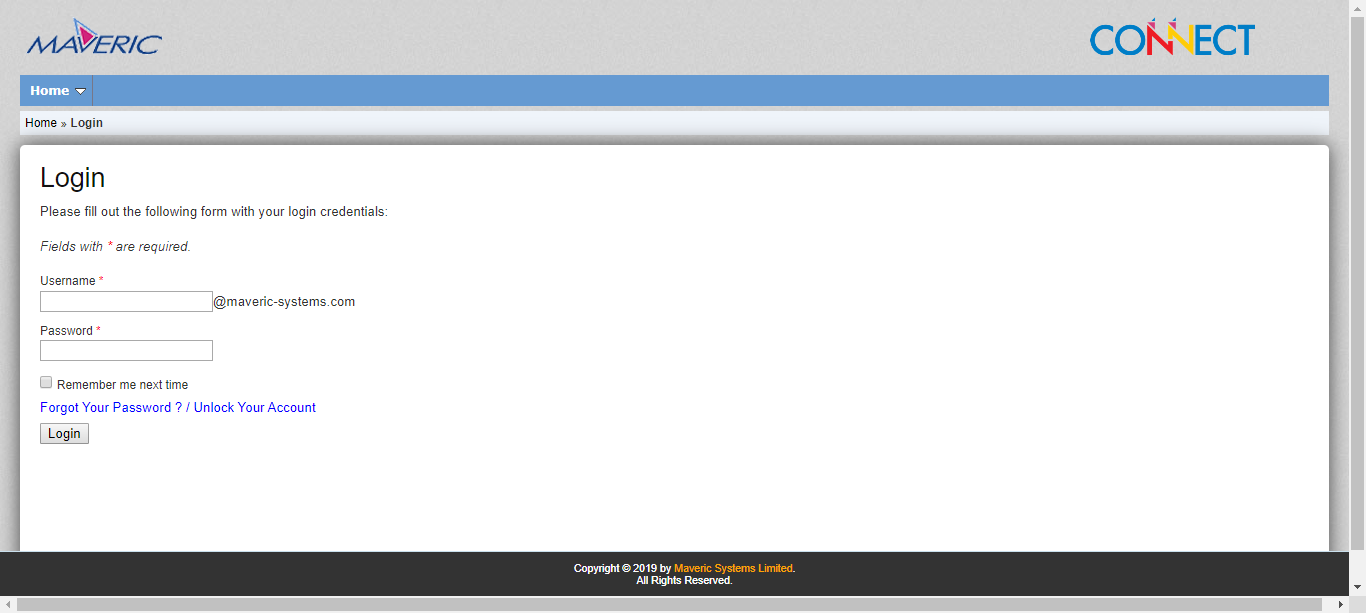 MAVERIC
CONNECT
Home
Home » Login
Login
Please fill out the following form with your login credentials:
Fields with * are required.
Username *
@maveric-systems.com
Password *
Remember me next time
Forgot Your Password ? / Unlock Your Account
Login
Copyright © 2019 by Maveric Systems Limited.
All Rights Reserved.